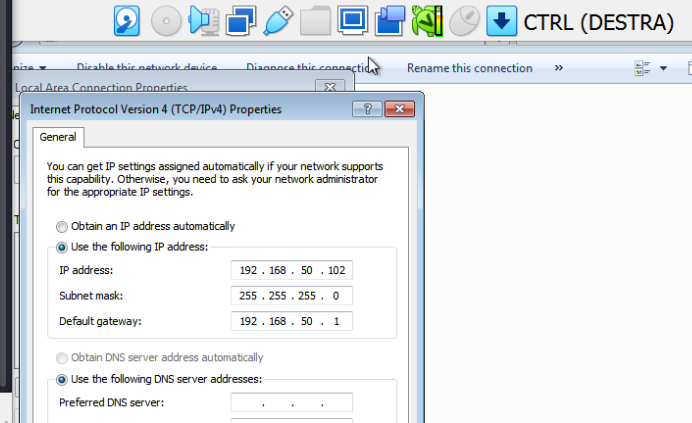 CTRL (DESTRA)
Disable this network device Diagnose this connection Rename this connection »
Local Area Connection Properties
Internet Protocol Version 4 (TCP/IPv4) Properties
General
You can get IP settings assigned automatically if your network supports
this capability. Otherwise, you need to ask your network administrator
for the appropriate IP settings.
Obtain an IP address automatically
Use the following IP address:
IP address: 192 . 168 . 50 . 102
Subnet mask: 255 . 255 . 255 . 0
Default gateway: 192 . 168 . 50 . 1
Obtain DNS server address automatically
Use the following DNS server addresses:
Preferred DNS server: . . .